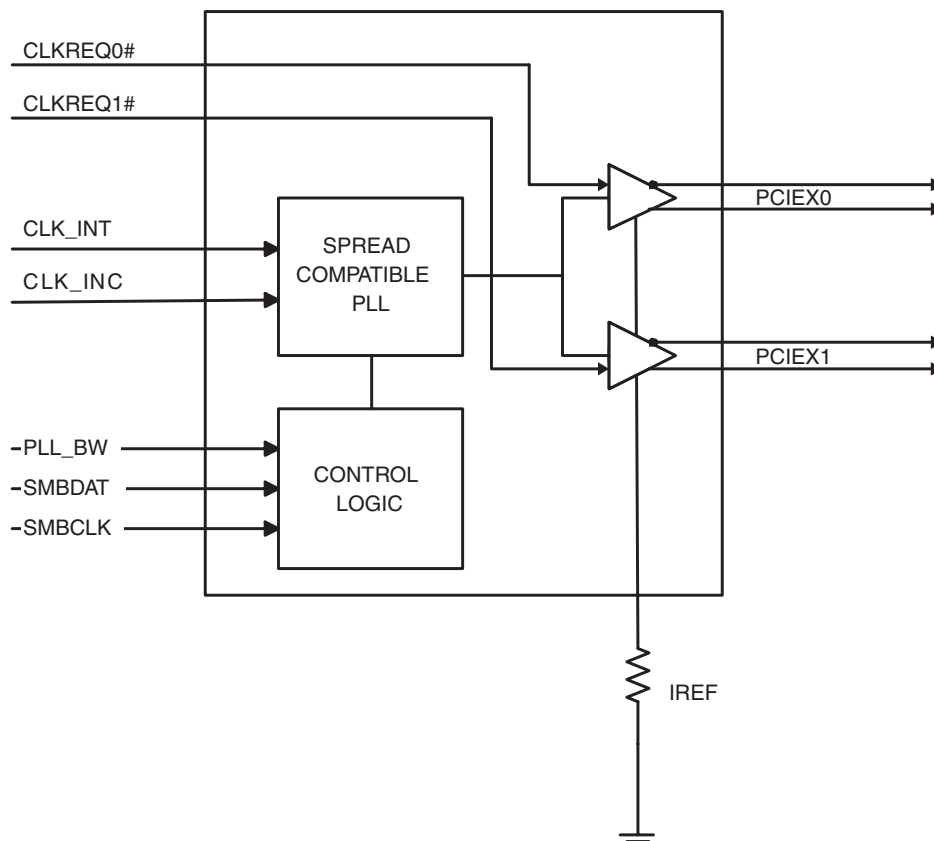 CLKREQ0#
CLKREQ1#
CLK_INT
CLK_INC
SPREAD
COMPATIBLE
PLL
PCIEX0
PCIEX1
PLL_BW
SMBDAT
SMBCLK
CONTROL
LOGIC
IREF